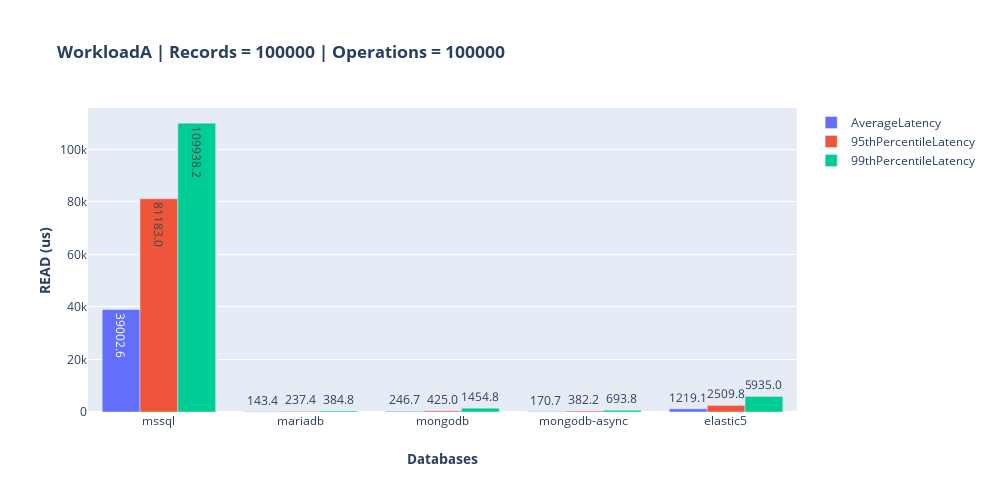 WorkloadA | Records = 100000 | Operations = 100000
AverageLatency
95thPercentileLatency
99thPercentileLatency
READ (us)
100k
80k
60k
40k
20k
0
39002.6
81183.0
109938.2
143.4 237.4 384.8
246.7 425.0 1454.8
170.7 382.2 693.8
1219.1 2509.8 5935.0
mssql mariadb mongodb mongodb-async elastic5
Databases